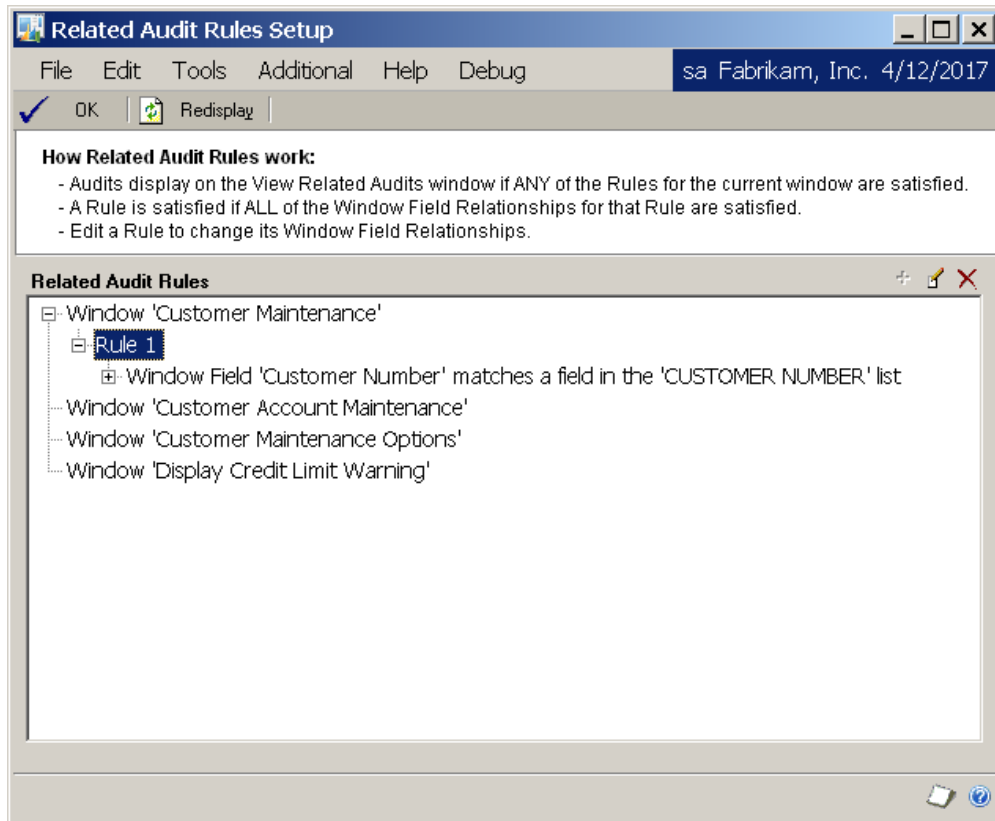 Related Audit Rules Setup
File Edit Tools Additional Help Debug sa Fabrikam, Inc. 4/12/2017
OK Redisplay
How Related Audit Rules work:
- Audits display on the View Related Audits window if ANY of the Rules for the current window are satisfied.
- A Rule is satisfied if ALL of the Window Field Relationships for that Rule are satisfied.
- Edit a Rule to change its Window Field Relationships.
Related Audit Rules
Window 'Customer Maintenance'
Rule 1
Window Field 'Customer Number' matches a field in the 'CUSTOMER NUMBER' list
Window 'Customer Account Maintenance'
Window 'Customer Maintenance Options'
Window 'Display Credit Limit Warning'